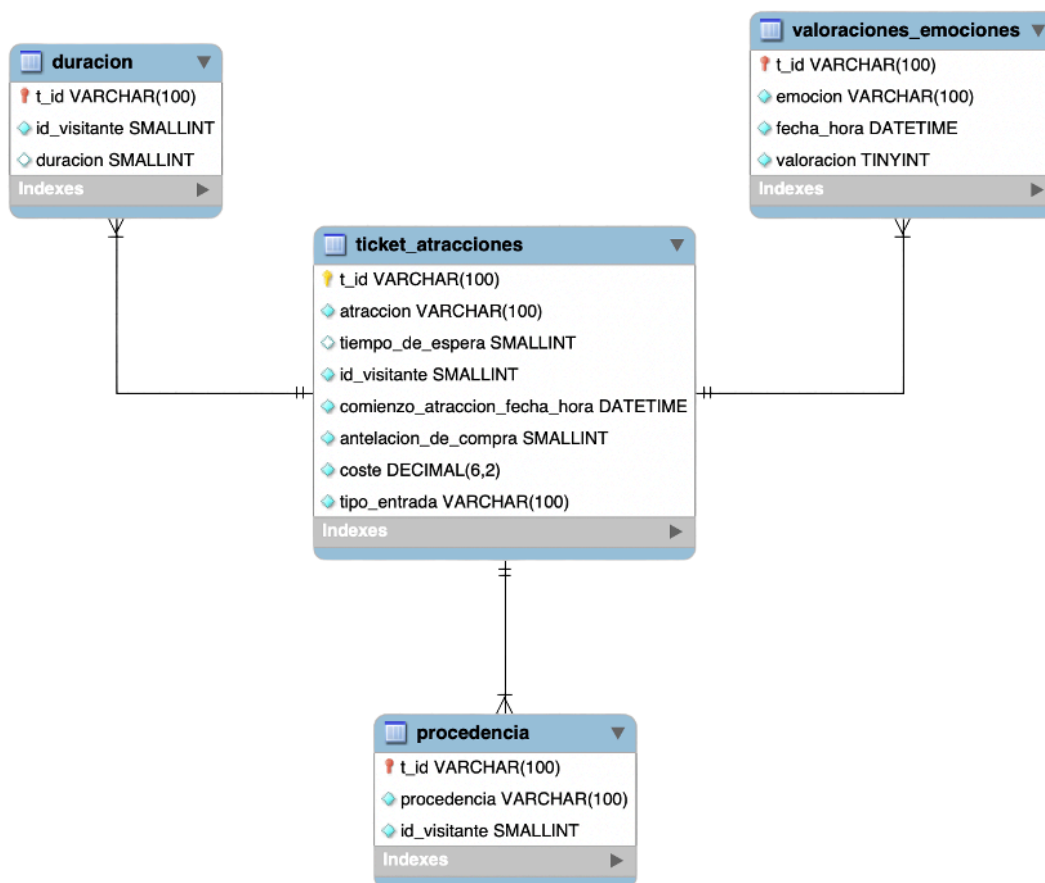 duracion
t_id VARCHAR(100)
id_visitante SMALLINT
duracion SMALLINT
Indexes
valoraciones_emociones
t_id VARCHAR(100)
emocion VARCHAR(100)
fecha_hora DATETIME
valoracion TINYINT
Indexes
ticket_atracciones
t_id VARCHAR(100)
atraccion VARCHAR(100)
tiempo_de_espera SMALLINT
id_visitante SMALLINT
comienzo_atraccion_fecha_hora DATETIME
antelacion_de_compra SMALLINT
coste DECIMAL(6,2)
tipo_entrada VARCHAR(100)
Indexes
procedencia
t_id VARCHAR(100)
procedencia VARCHAR(100)
id_visitante SMALLINT
Indexes